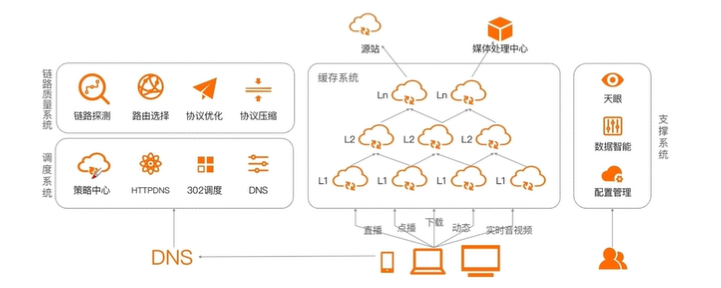 源站
媒体处理中心
链路质量系统
链路探测
路由选择
协议优化
协议压缩
调度系统
策略中心
HTTPDNS
302调度
DNS
缓存系统
Ln
Ln
L2
L2
L2
L1
L1
L1
L1
天眼
数据智能
配置管理
支撑系统
直播
点播
下载
动态
实时音视频
DNS